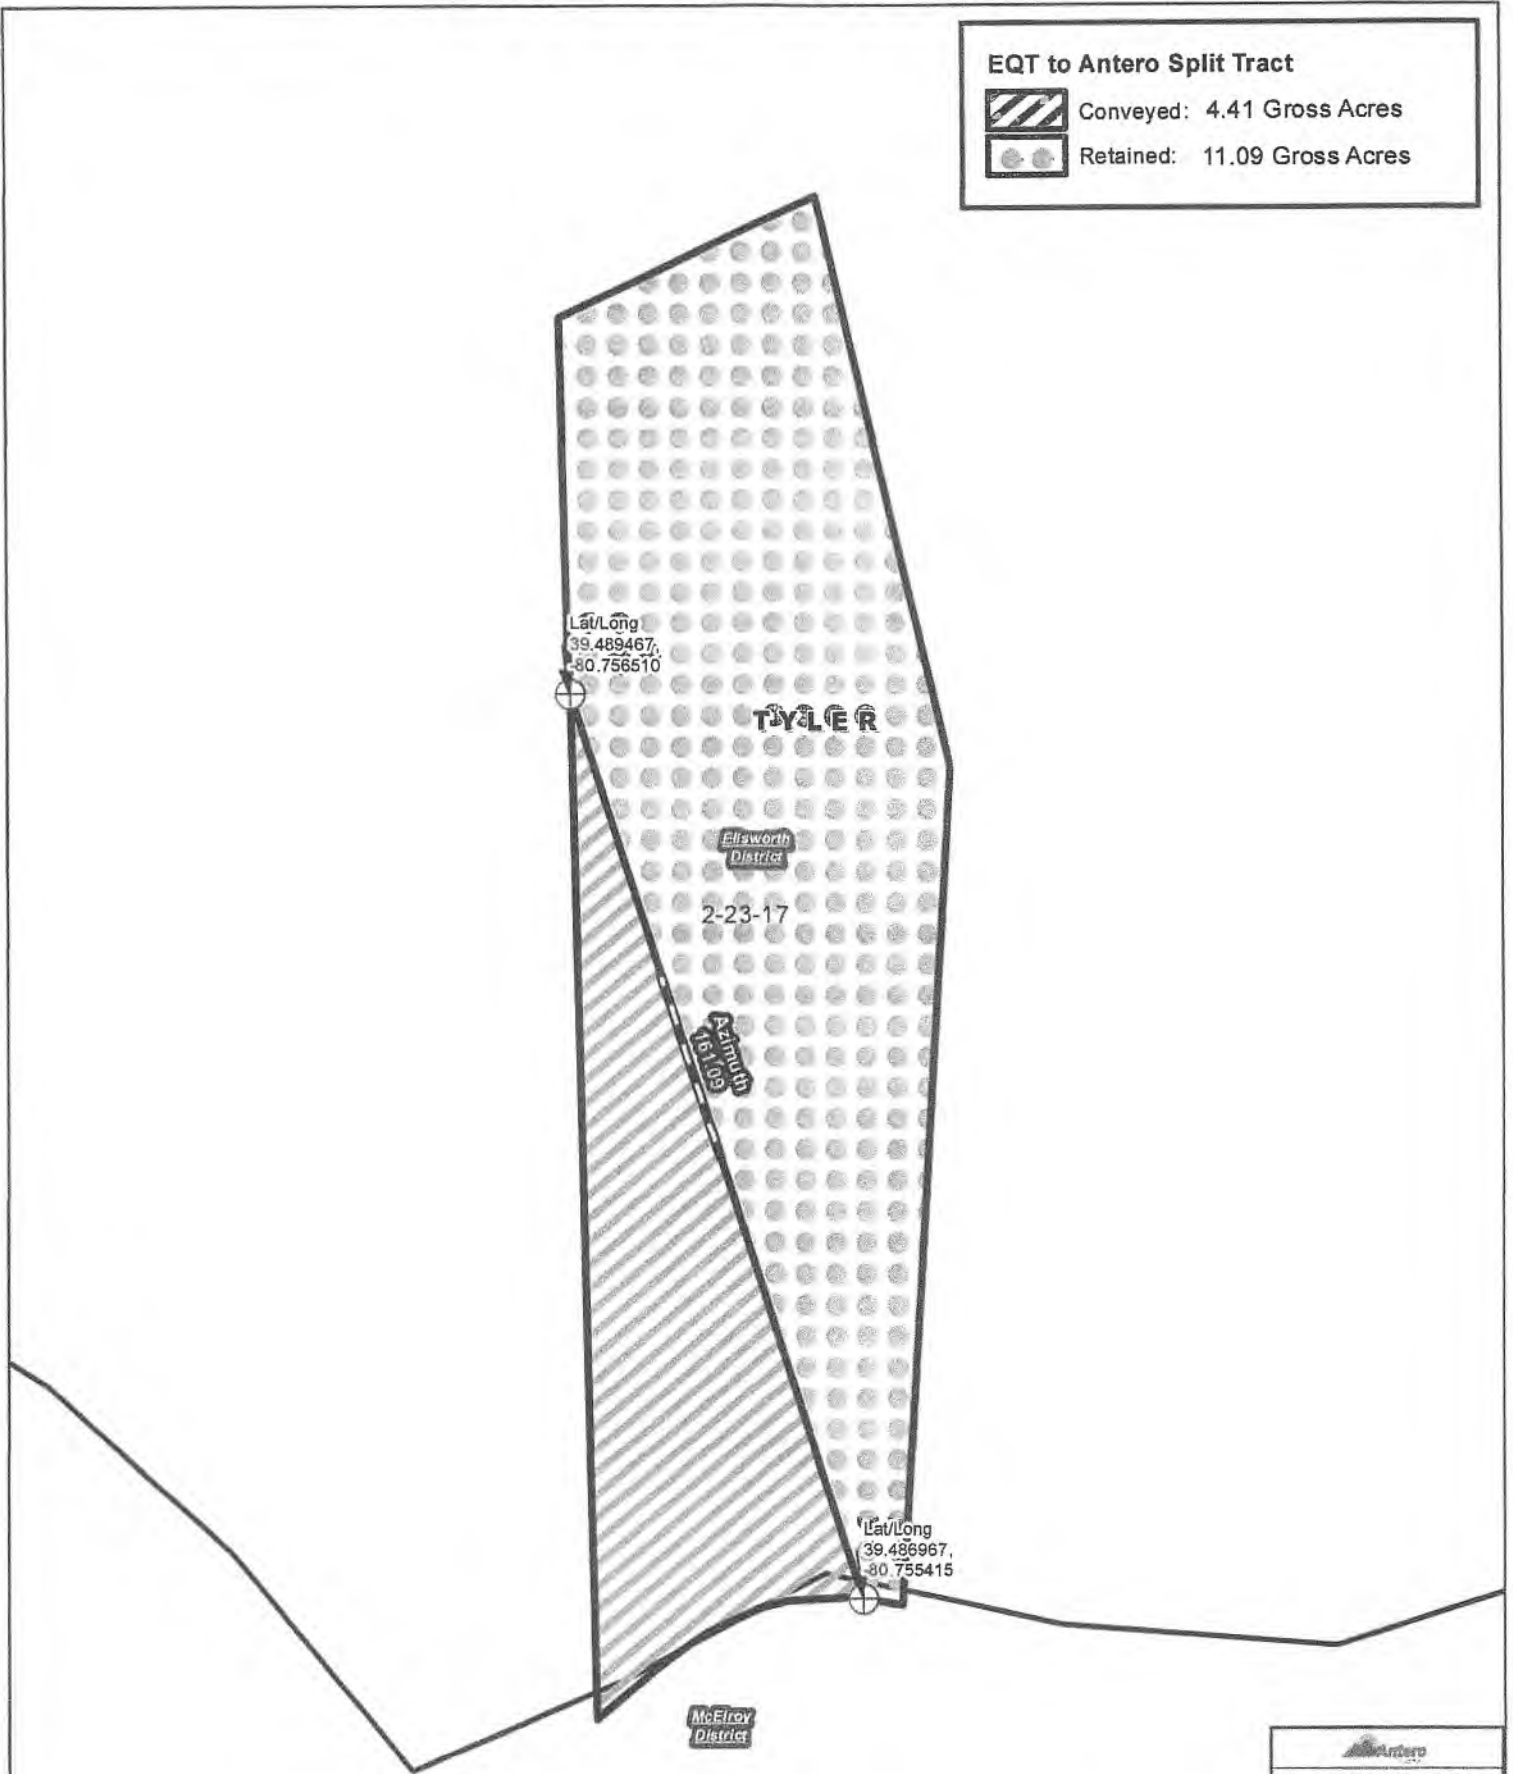 EQT to Antero Split Tract
Conveyed: 4.41 Gross Acres
Retained: 11.09 Gross Acres
Lat/Long
39.489467,
-80.756510
TYLER
Ellsworth
District
2-23-17
Azimuth
161.09
Lat/Long
39.486967,
-80.755415
McElroy
District
Antero